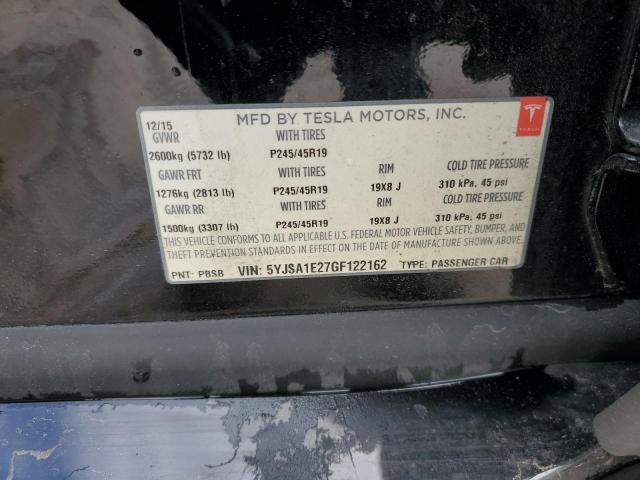 12/15 MFD BY TESLA MOTORS, INC.
GVWR WITH TIRES
2600kg (5732 lb) P245/45R19
GAWR FRT WITH TIRES RIM COLD TIRE PRESSURE
1276kg (2813 lb) P245/45R19 19X8 J 310 kPa, 45 psi
GAWR RR WITH TIRES RIM COLD TIRE PRESSURE
1500kg (3307 lb) P245/45R19 19X8 J 310 kPa, 45 psi
THIS VEHICLE CONFORMS TO ALL APPLICABLE U.S. FEDERAL MOTOR VEHICLE SAFETY, BUMPER, AND
THEFT PREVENTION STANDARDS IN EFFECT ON THE DATE OF MANUFACTURE SHOWN ABOVE.
PNT: PBSB VIN: 5YJSA1E27GF122162 TYPE: PASSENGER CAR
TESLA